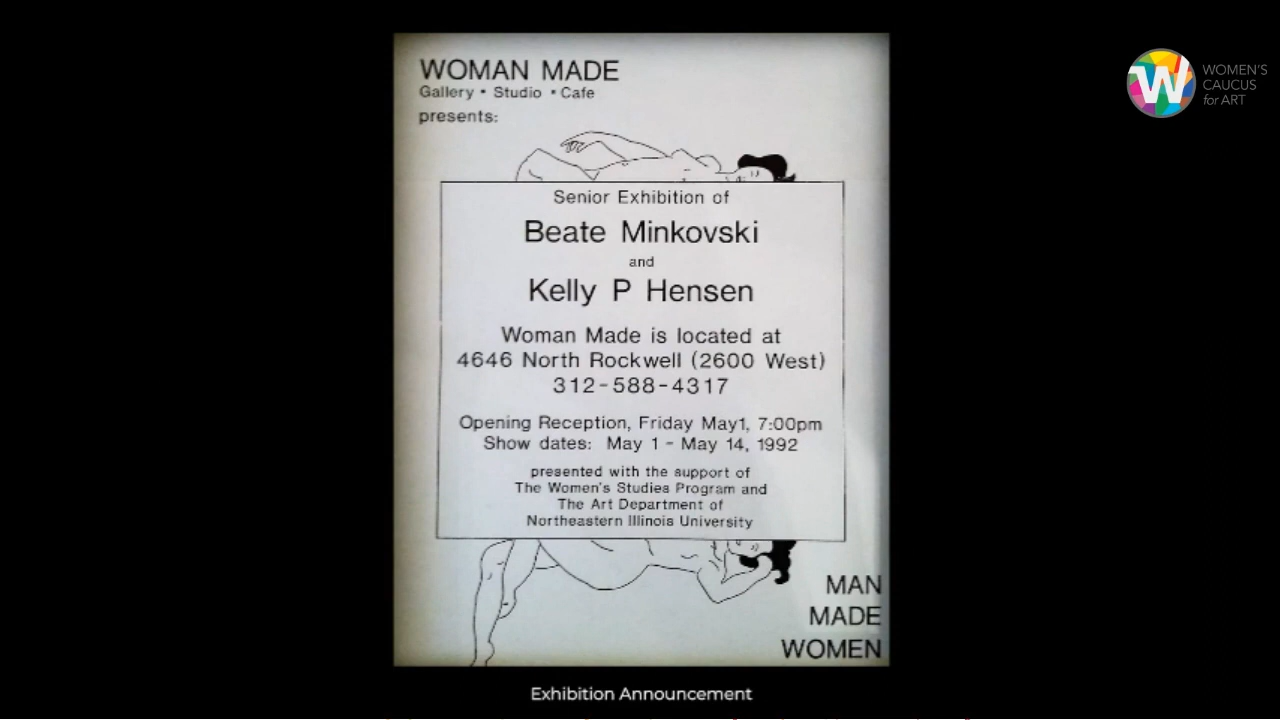 WOMAN MADE
Gallery • Studio • Cafe
presents:
Senior Exhibition of
Beate Minkovski
and
Kelly P Hensen
Woman Made is located at
4646 North Rockwell (2600 West)
312-588-4317
Opening Reception, Friday May1, 7:00pm
Show dates: May 1 - May 14, 1992
presented with the support of
The Women's Studies Program and
The Art Department of
Northeastern Illinois University
MAN
MADE
WOMEN
Exhibition Announcement
W
WOMEN'S
CAUCUS
for ART